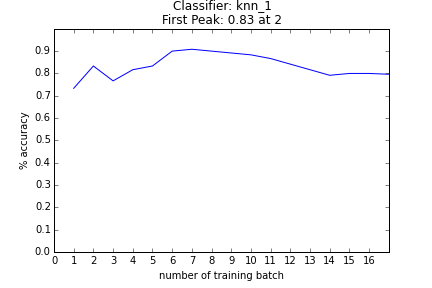 Classifier: knn_1
First Peak: 0.83 at 2
0.9
0.8
0.7
0.6
0.5
0.4
0.3
0.2
0.1
0.0
% accuracy
0 1 2 3 4 5 6 7 8 9 10 11 12 13 14 15 16
number of training batch